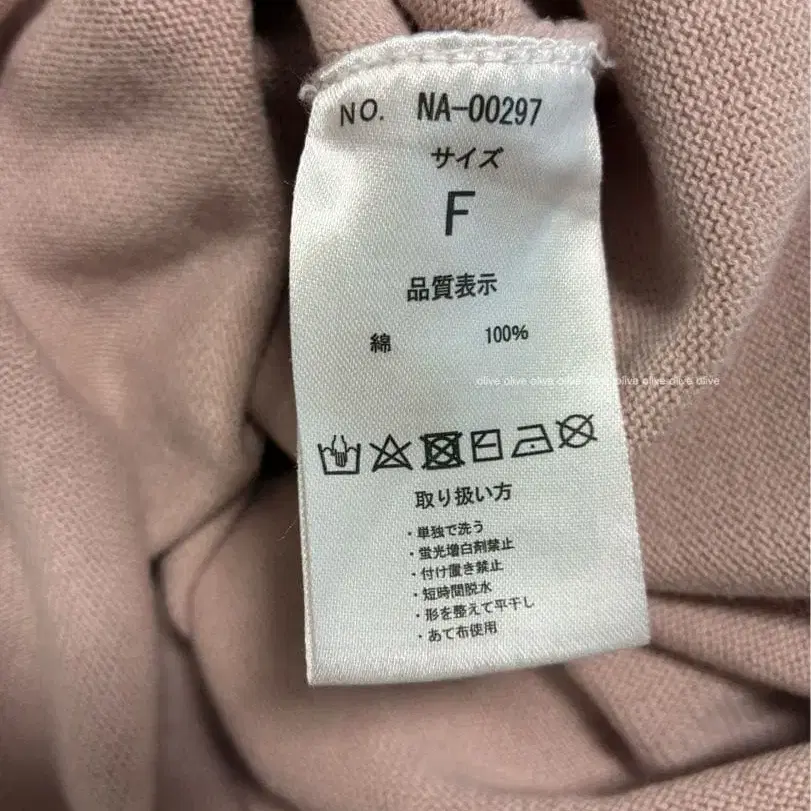 NO. NA-00297
サイズ
F
品質表示
綿 100%
olive olive olive olive olive olive olive olive olive
取り扱い方
・単独で洗う
・蛍光増白剤禁止
・付け置き禁止
・短時間脱水
・形を整えて平干し
・あて布使用